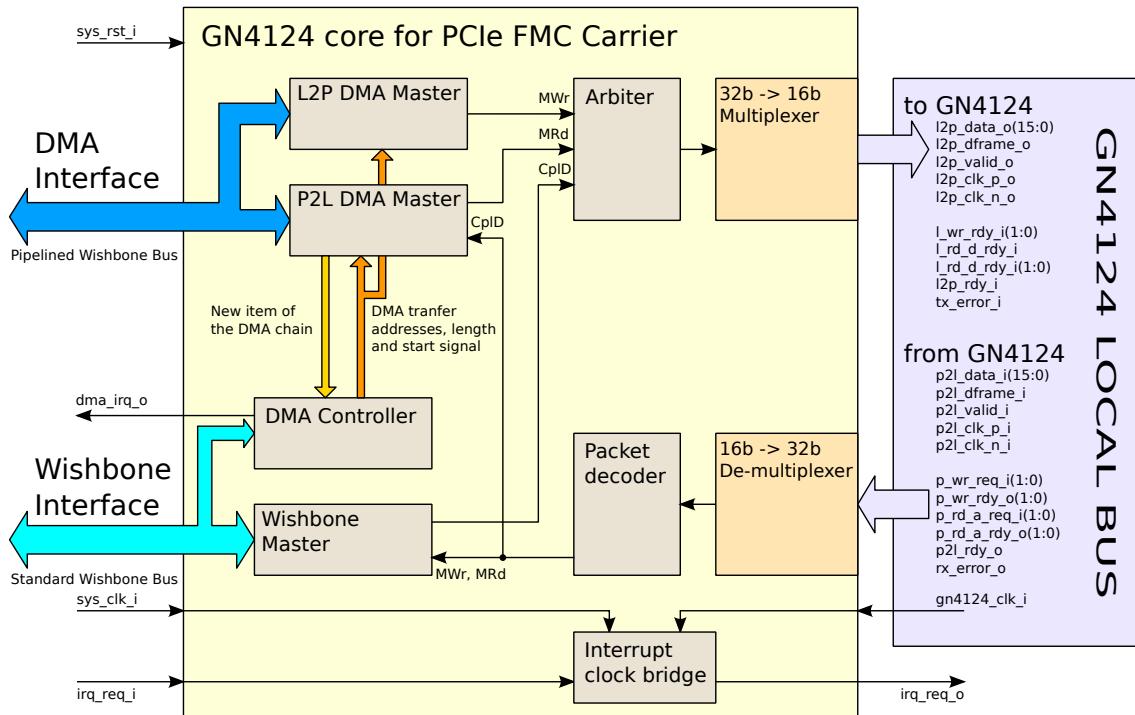 sys_rst_i
GN4124 core for PCIe FMC Carrier
L2P DMA Master
MWr
Arbiter
32b -> 16b
Multiplexer
MRd
CplD
DMA
Interface
P2L DMA Master
CplD
Pipelined Wishbone Bus
New item of
the DMA chain
DMA tranfer
addresses, length
and start signal
dma_irq_o
DMA Controller
Packet
decoder
16b -> 32b
De-multiplexer
Wishbone
Interface
Wishbone
Master
MWr, MRd
Standard Wishbone Bus
sys_clk_i
Interrupt
clock bridge
irq_req_i
to GN4124
l2p_data_o(15:0)
l2p_dframe_o
l2p_valid_o
l2p_clk_p_o
l2p_clk_n_o
l_wr_rdy_i(1:0)
l_rd_d_rdy_i
l_rd_d_rdy_i(1:0)
l2p_rdy_i
tx_error_i
from GN4124
p2l_data_i(15:0)
p2l_dframe_i
p2l_valid_i
p2l_clk_p_i
p2l_clk_n_i
p_wr_req_i(1:0)
p_wr_rdy_o(1:0)
p_rd_a_req_i(1:0)
p_rd_a_rdy_o(1:0)
p2l_rdy_o
rx_error_o
GN4124 LOCAL BUS
gn4124_clk_i
irq_req_o